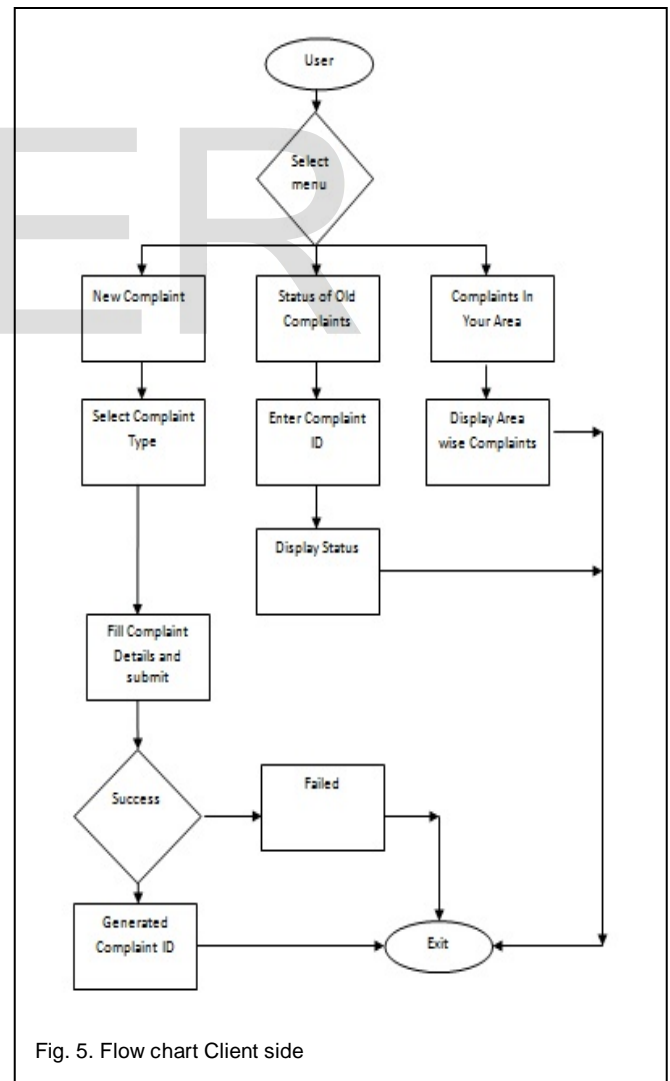 User
Select
menu
New Complaint
Status of Old
Complaints
Complaints In
Your Area
Select Complaint
Type
Enter Complaint
ID
Display Area
wise Complaints
Display Status
Fill Complaint
Details and
submit
Success
Failed
Generated
Complaint ID
Exit
Fig. 5. Flow chart Client side
ER